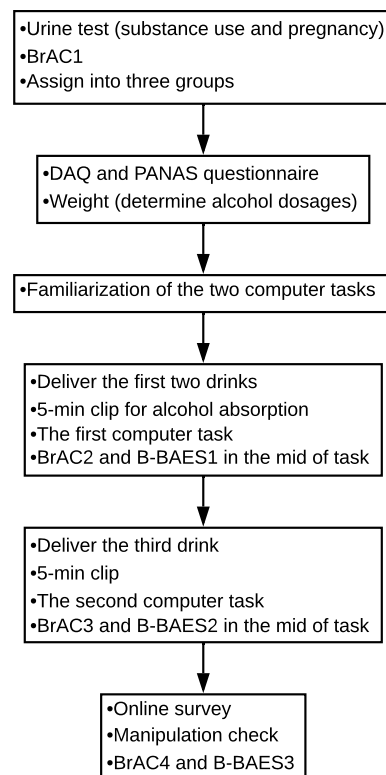 •Urine test (substance use and pregnancy)
•BrAC1
•Assign into three groups
•DAQ and PANAS questionnaire
•Weight (determine alcohol dosages)
•Familiarization of the two computer tasks
•Deliver the first two drinks
•5-min clip for alcohol absorption
•The first computer task
•BrAC2 and B-BAES1 in the mid of task
•Deliver the third drink
•5-min clip
•The second computer task
•BrAC3 and B-BAES2 in the mid of task
•Online survey
•Manipulation check
•BrAC4 and B-BAES3